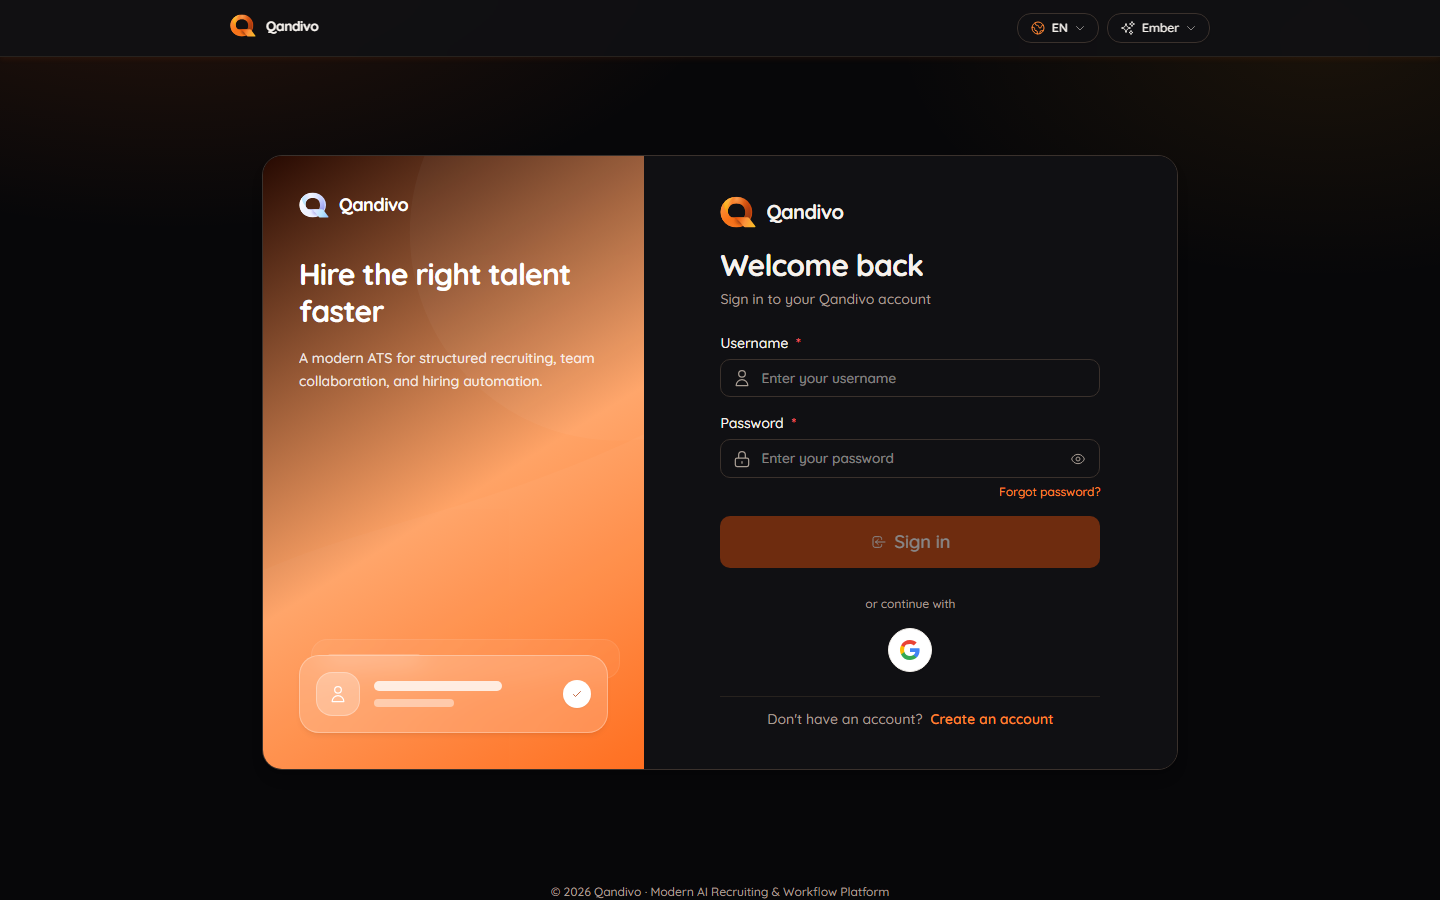 Qandivo
EN
Ember
Qandivo
Hire the right talent
faster
A modern ATS for structured recruiting, team
collaboration, and hiring automation.
Qandivo
Welcome back
Sign in to your Qandivo account
Username *
Enter your username
Password *
Enter your password
Forgot password?
Sign in
or continue with
Don't have an account? Create an account
© 2026 Qandivo · Modern AI Recruiting & Workflow Platform